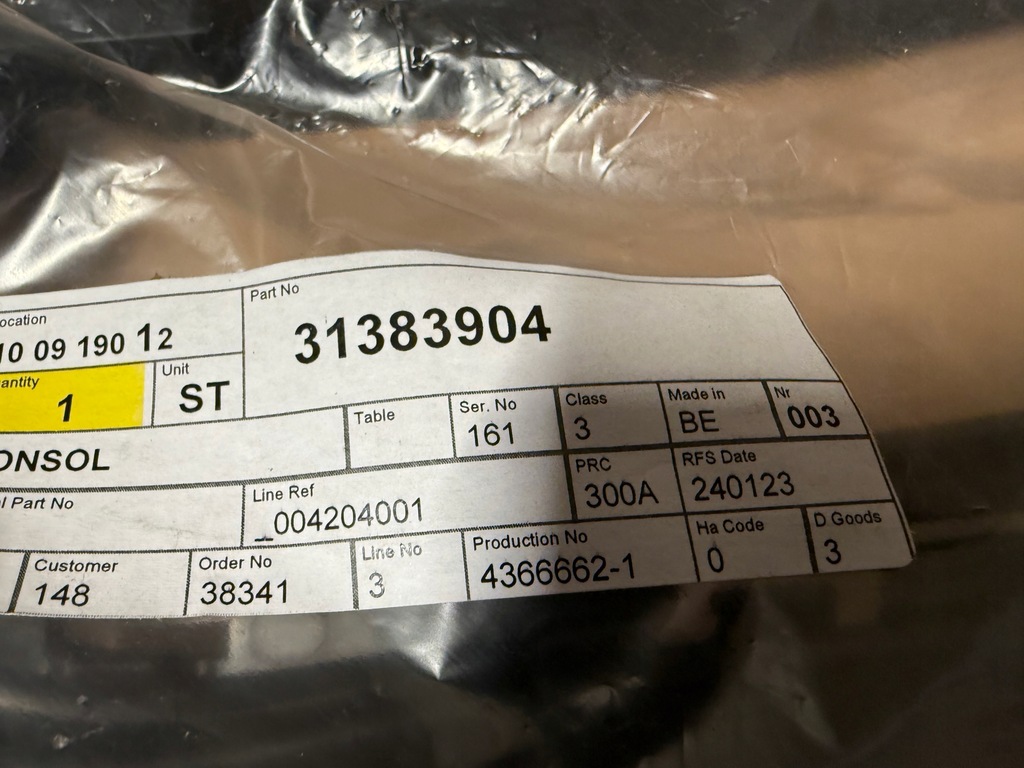 ocation
Part No
31383904
10 09 190 12
antity
1
Unit
ST
ONSOL
Table
Ser. No
161
Class
3
Made in
BE
Nr
003
l Part No
Line Ref
_004204001
PRC
300A
RFS Date
240123
Customer
148
Order No
38341
Line No
3
Production No
4366662-1
Ha Code
0
D Goods
3